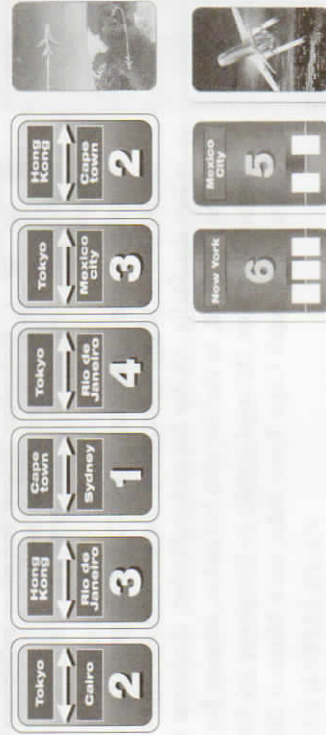 Tokyo
Cairo
2
Hong
Kong
Rio de
Janeiro
3
Cape
town
Sydney
1
Tokyo
Rio de
Janeiro
4
Tokyo
Mexico
city
3
Hong
Kong
Cape
town
2
New York
6
Mexico
City
5